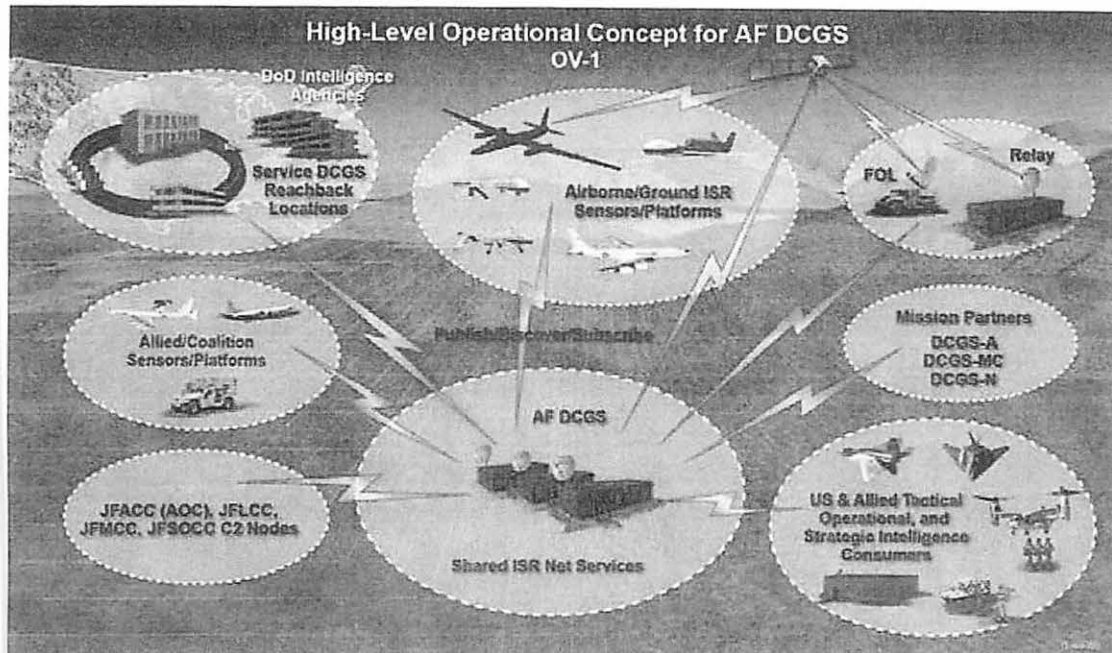 High-Level Operational Concept for AF DCGS
OV-1
DoD Intelligence
Agencies
Service DCGS
Reachback
Locations
Airborne/Ground ISR
Sensors/Platforms
FOL
Relay
Allied/Coalition
Sensors/Platforms
Publish/Discover/Subscribe
Mission Partners
DCGS-A
DCGS-MC
DCGS-N
AF DCGS
JFACC (AOC), JFLCC,
JFMCC, JFSOCC C2 Nodes
Shared ISR Net Services
US & Allied Tactical
Operational, and
Strategic Intelligence
Consumers